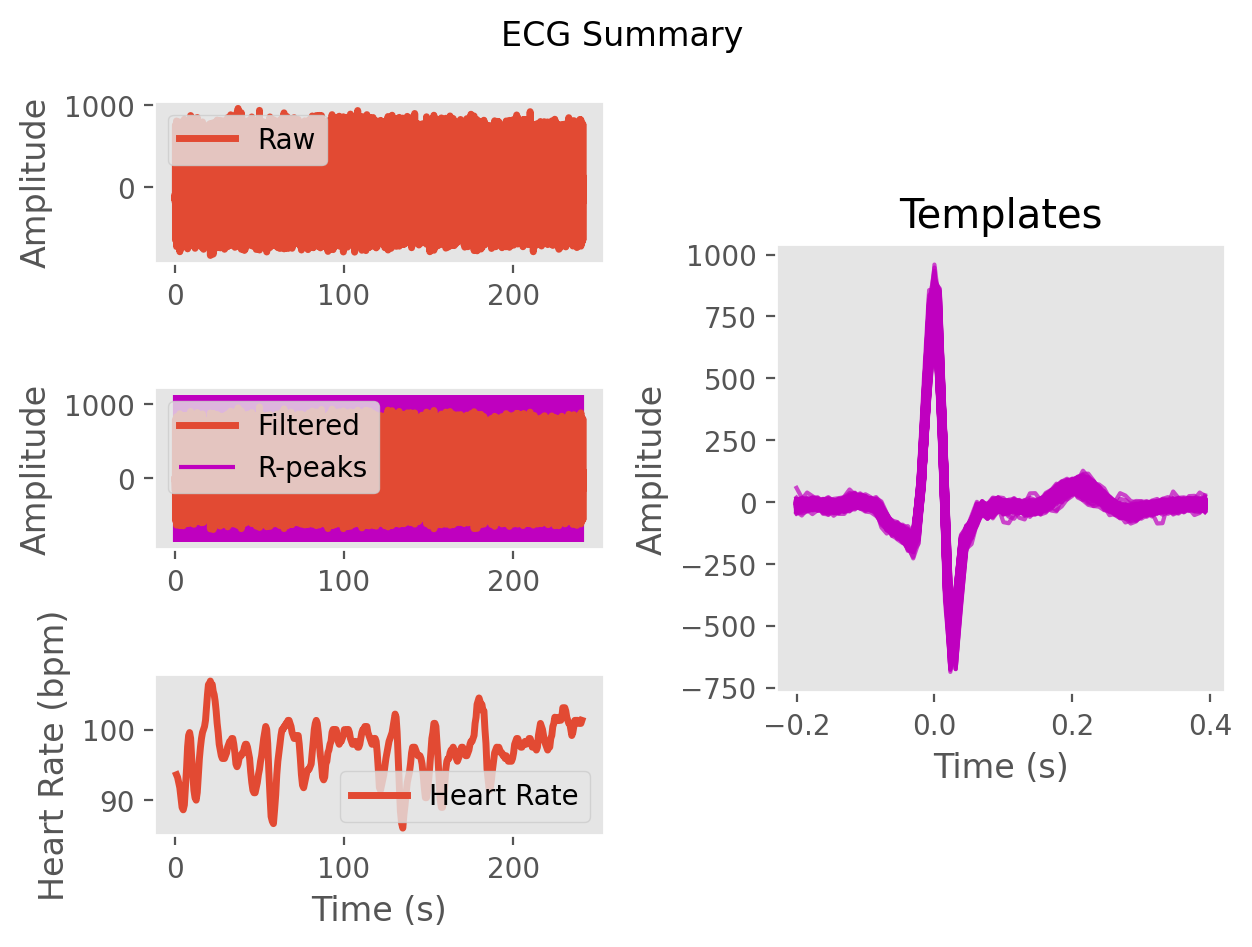 ECG Summary
Amplitude
1000
0
Raw
0 100 200
Amplitude
1000
0
Filtered
R-peaks
0 100 200
Heart Rate (bpm)
100
90
Heart Rate
0 100 200
Time (s)
Templates
Amplitude
1000
750
500
250
0
−250
−500
−750
−0.2 0.0 0.2 0.4
Time (s)